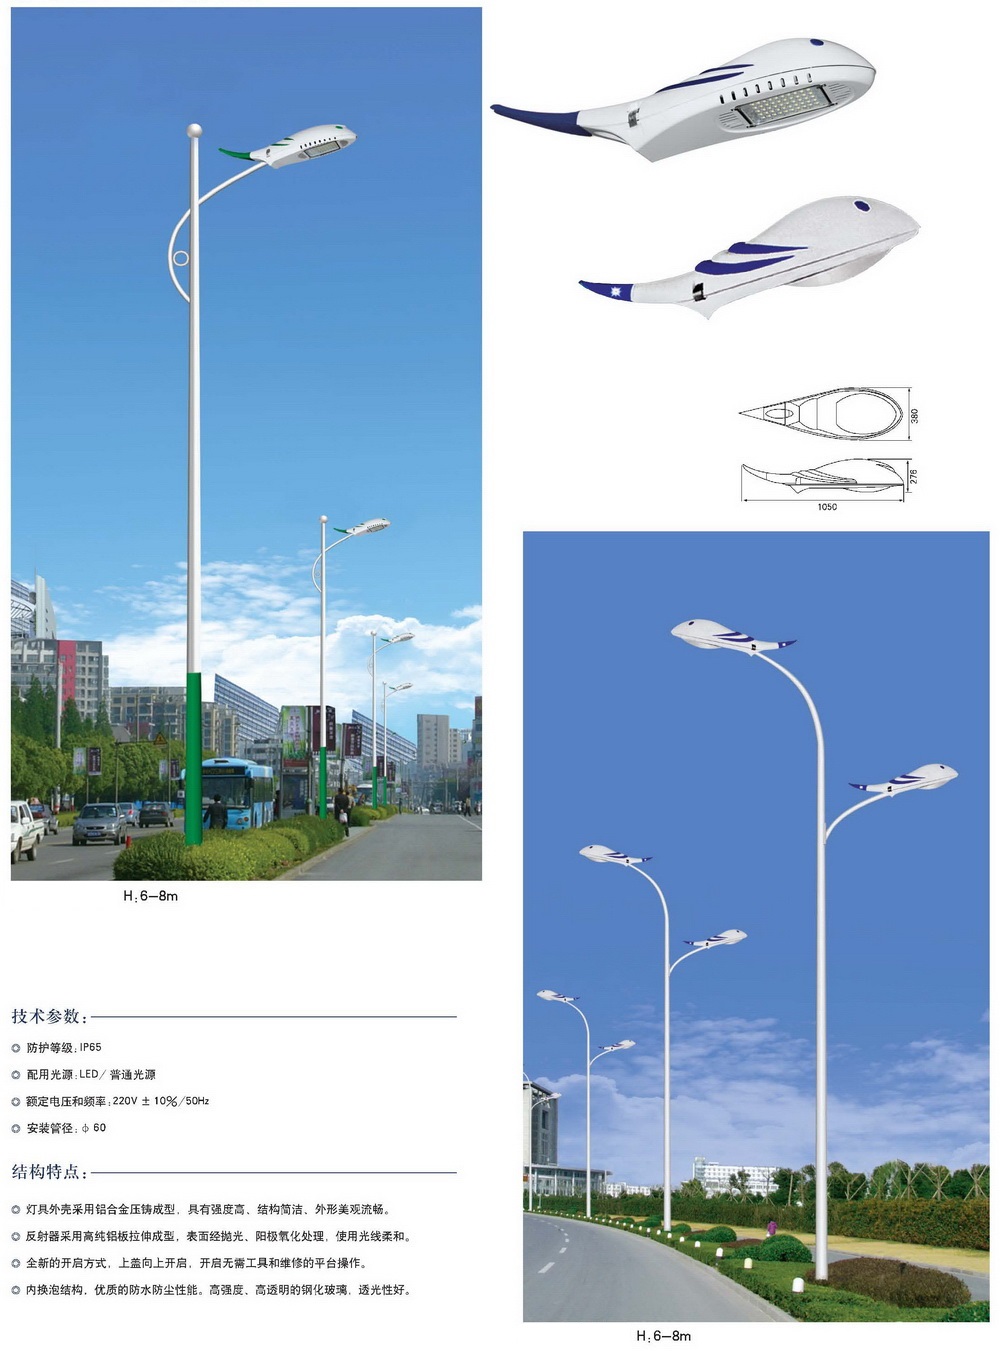 380
276
1050
H:6—8m
技术参数:
◎ 防护等级:IP65
◎ 配用光源:LED/普通光源
◎ 额定电压和频率:220V ± 10%/50Hz
◎ 安装管径:ϕ 60
结构特点:
◎ 灯具外壳采用铝合金压铸成型，具有强度高、结构简洁、外形美观流畅。
◎ 反射器采用高纯铝板拉伸成型，表面经抛光、阳极氧化处理，使用光线柔和。
◎ 全新的开启方式，上盖向上开启，开启无需工具和维修的平台操作。
◎ 内换泡结构，优质的防水防尘性能。高强度、高透明的钢化玻璃，透光性好。
H:6—8m